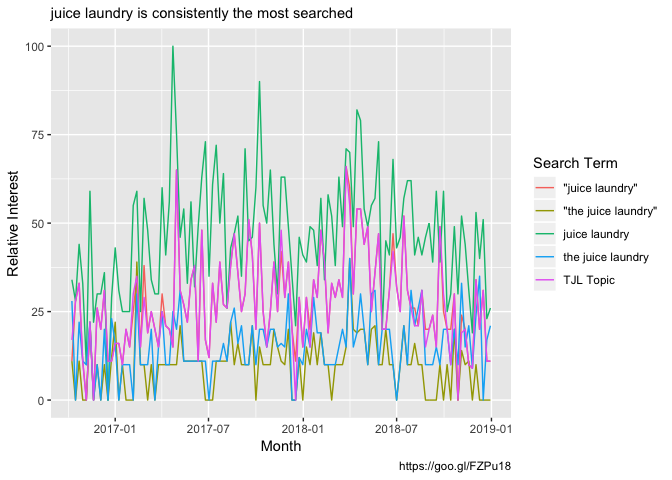 juice laundry is consistently the most searched
100
75
50
25
0
Relative Interest
2017-01 2017-07 2018-01 2018-07 2019-01
Month
Search Term
"juice laundry"
"the juice laundry"
juice laundry
the juice laundry
TJL Topic
https://goo.gl/FZPu18